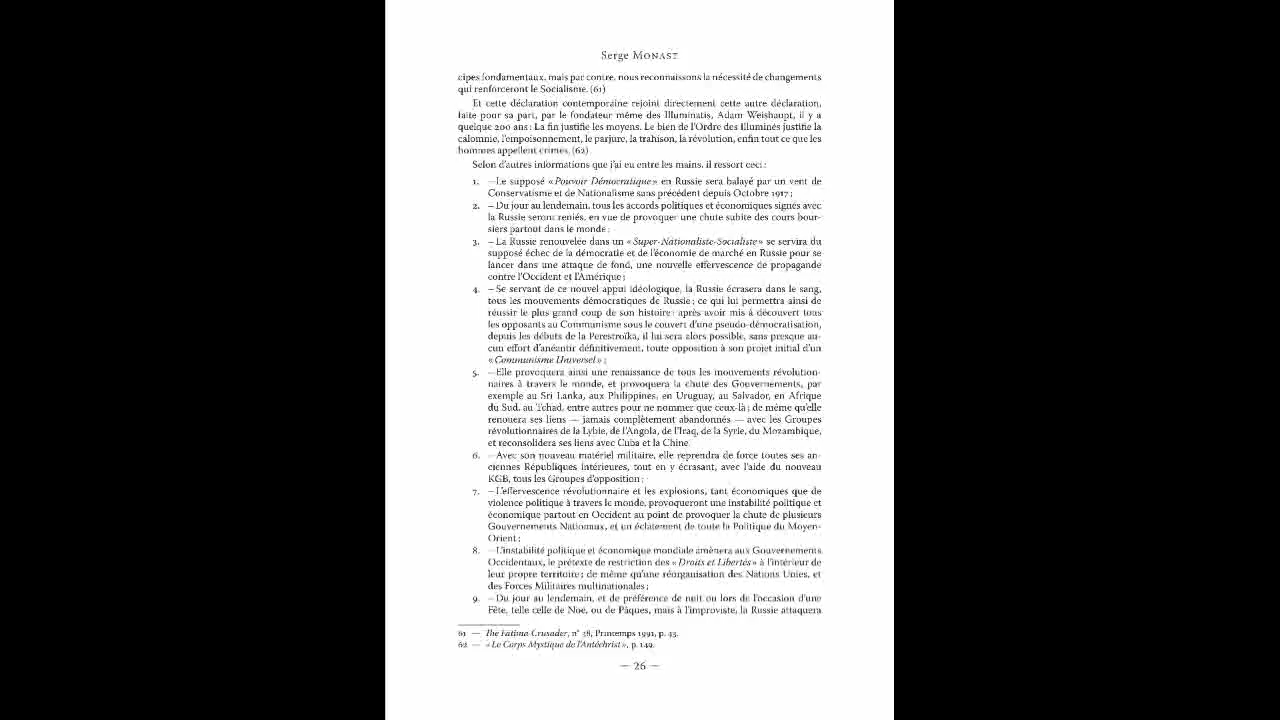 Serge MONAST
cipes fondamentaux, mais par contre, nous reconnaissons la nécessité de changements
qui renforceront le Socialisme. (61)
Et cette déclaration contemporaine rejoint directement cette autre déclaration,
faite pour sa part, par le fondateur même des Illuminatis, Adam Weishaupt, il y a
quelque 200 ans : La fin justifie les moyens. Le bien de l'Ordre des Illuminés justifie la
calomnie, l'empoisonnement, le parjure, la trahison, la révolution, enfin tout ce que les
hommes appellent crimes. (62)
Selon d'autres informations que j'ai eu entre les mains, il ressort ceci :
1. —Le supposé « Pouvoir Démocratique » en Russie sera balayé par un vent de
Conservatisme et de Nationalisme sans précédent depuis Octobre 1917 ;
2. —Du jour au lendemain, tous les accords politiques et économiques signés avec
la Russie seront reniés, en vue de provoquer une chute subite des cours bour-
siers partout dans le monde ;
3. —La Russie renouvelée dans un « Super-Nationaliste-Socialiste » se servira du
supposé échec de la démocratie et de l'économie de marché en Russie pour se
lancer dans une attaque de fond, une nouvelle effervescence de propagande
contre l'Occident et l'Amérique ;
4. —Se servant de ce nouvel appui idéologique, la Russie écrasera dans le sang,
tous les mouvements démocratiques de Russie ; ce qui lui permettra ainsi de
réussir le plus grand coup de son histoire : après avoir mis à découvert tous
les opposants au Communisme sous le couvert d'une pseudo-démocratisation,
depuis les débuts de la Perestroïka, il lui sera alors possible, sans presque au-
cun effort d'anéantir définitivement, toute opposition à son projet initial d'un
« Communisme Universel » ;
5. —Elle provoquera ainsi une renaissance de tous les mouvements révolution-
naires à travers le monde, et provoquera la chute des Gouvernements, par
exemple au Sri Lanka, aux Philippines, en Uruguay, au Salvador, en Afrique
du Sud, au Tchad, entre autres pour ne nommer que ceux-là ; de même qu'elle
renouera ses liens — jamais complètement abandonnés — avec les Groupes
révolutionnaires de la Lybie, de l'Angola, de l'Iraq, de la Syrie, du Mozambique,
et reconsolidera ses liens avec Cuba et la Chine.
6. —Avec son nouveau matériel militaire, elle reprendra de force toutes ses an-
ciennes Républiques intérieures, tout en y écrasant, avec l'aide du nouveau
KGB, tous les Groupes d'opposition ;
7. —L'effervescence révolutionnaire et les explosions, tant économiques que de
violence politique à travers le monde, provoqueront une instabilité politique et
économique partout en Occident au point de provoquer la chute de plusieurs
Gouvernements Nationaux, et un éclatement de toute la Politique du Moyen-
Orient ;
8. —L'instabilité politique et économique mondiale amènera aux Gouvernements
Occidentaux, le prétexte de restriction des « Droits et Libertés » à l'intérieur de
leur propre territoire ; de même qu'une réorganisation des Nations Unies, et
des Forces Militaires multinationales ;
9. —Du jour au lendemain, et de préférence de nuit ou lors de l'occasion d'une
Fête, telle celle de Noé, ou de Pâques, mais à l'improviste, la Russie attaquera
61 — The Fatima Crusader, n° 38, Printemps 1991, p. 43.
62 — « Le Corps Mystique de l'Antéchrist », p. 149.
— 26 —